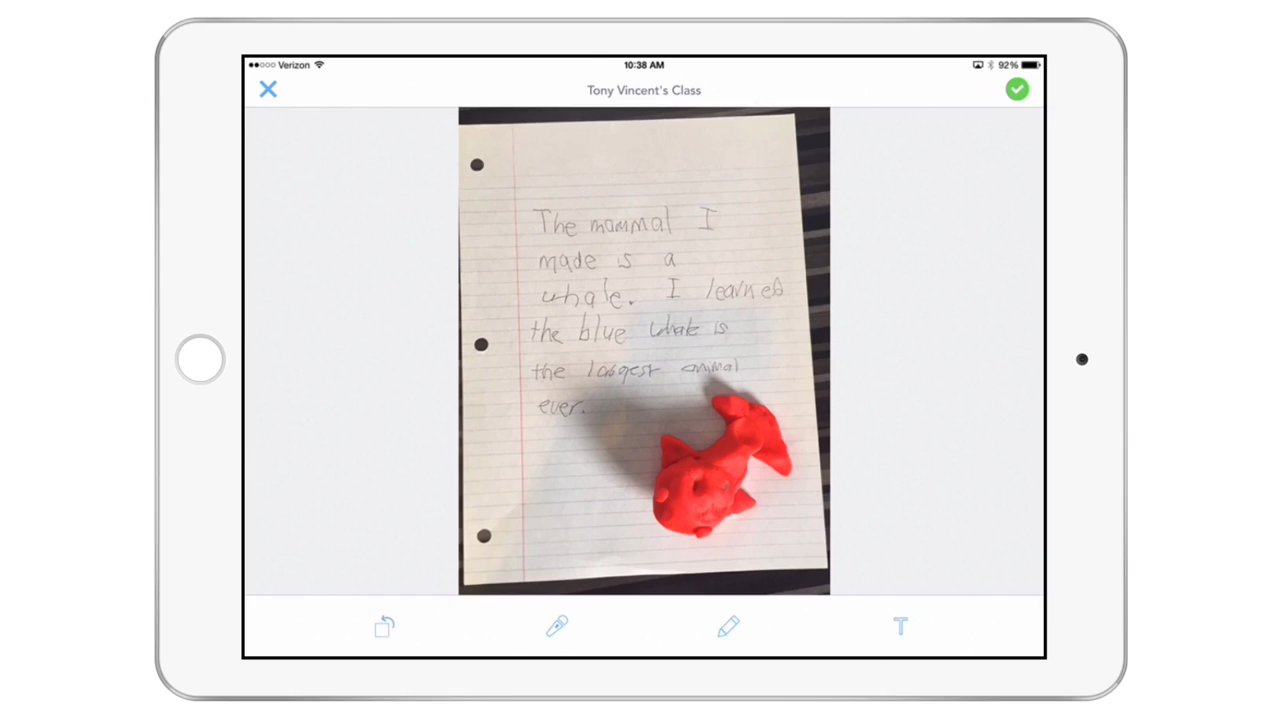 Verizon 10:38 AM 92%
Tony Vincent's Class
The mammal I
made is a
whale. I learned
the blue whale is
the largest animal
ever.
T